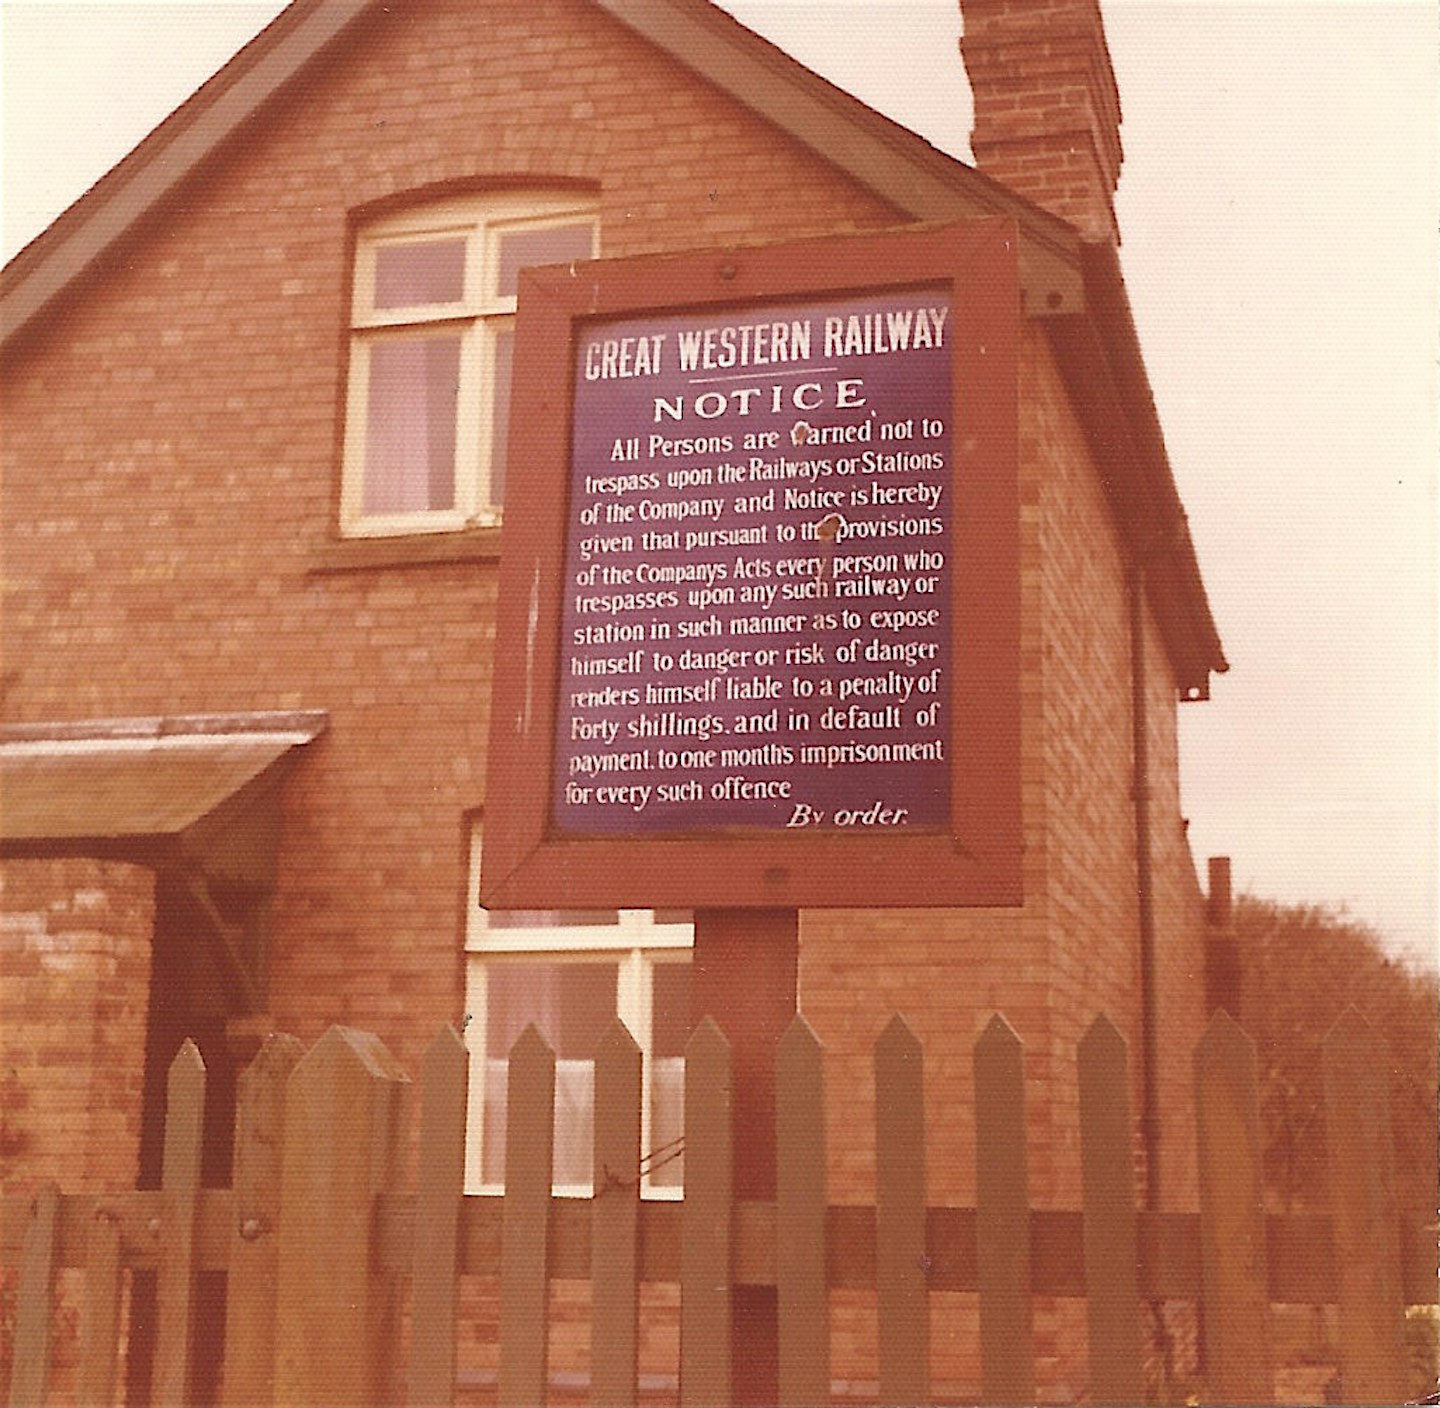 GREAT WESTERN RAILWAY
NOTICE
All Persons are warned not to
trespass upon the Railways or Stations
of the Company and Notice is hereby
given that pursuant to the provisions
of the Companys Acts every person who
trespasses upon any such railway or
station in such manner as to expose
himself to danger or risk of danger
renders himself liable to a penalty of
Forty shillings, and in default of
payment, to one month's imprisonment
for every such offence
By order.